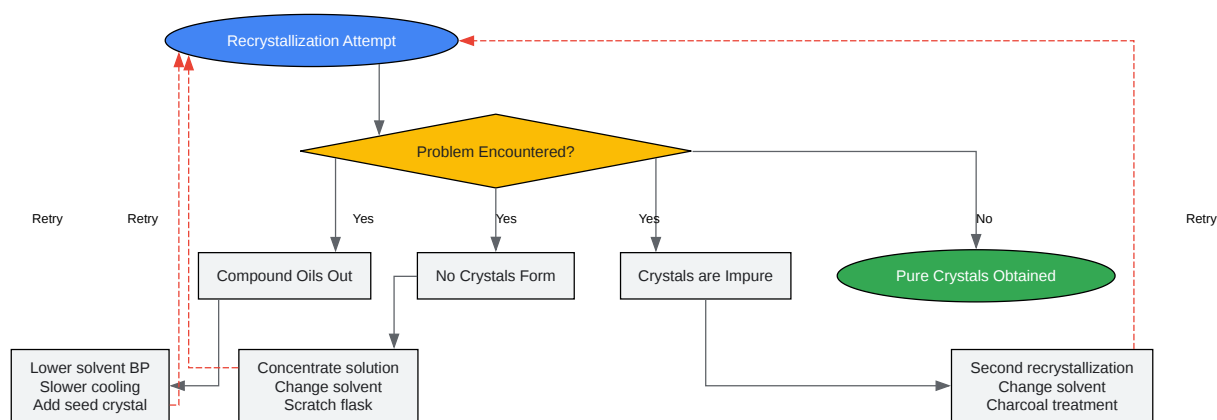 Recrystallization Attempt
Problem Encountered?
Retry
Retry
Yes
Yes
Yes
No
Retry
Compound Oils Out
No Crystals Form
Crystals are Impure
Pure Crystals Obtained
Lower solvent BP
Slower cooling
Add seed crystal
Concentrate solution
Change solvent
Scratch flask
Second recrystallization
Change solvent
Charcoal treatment